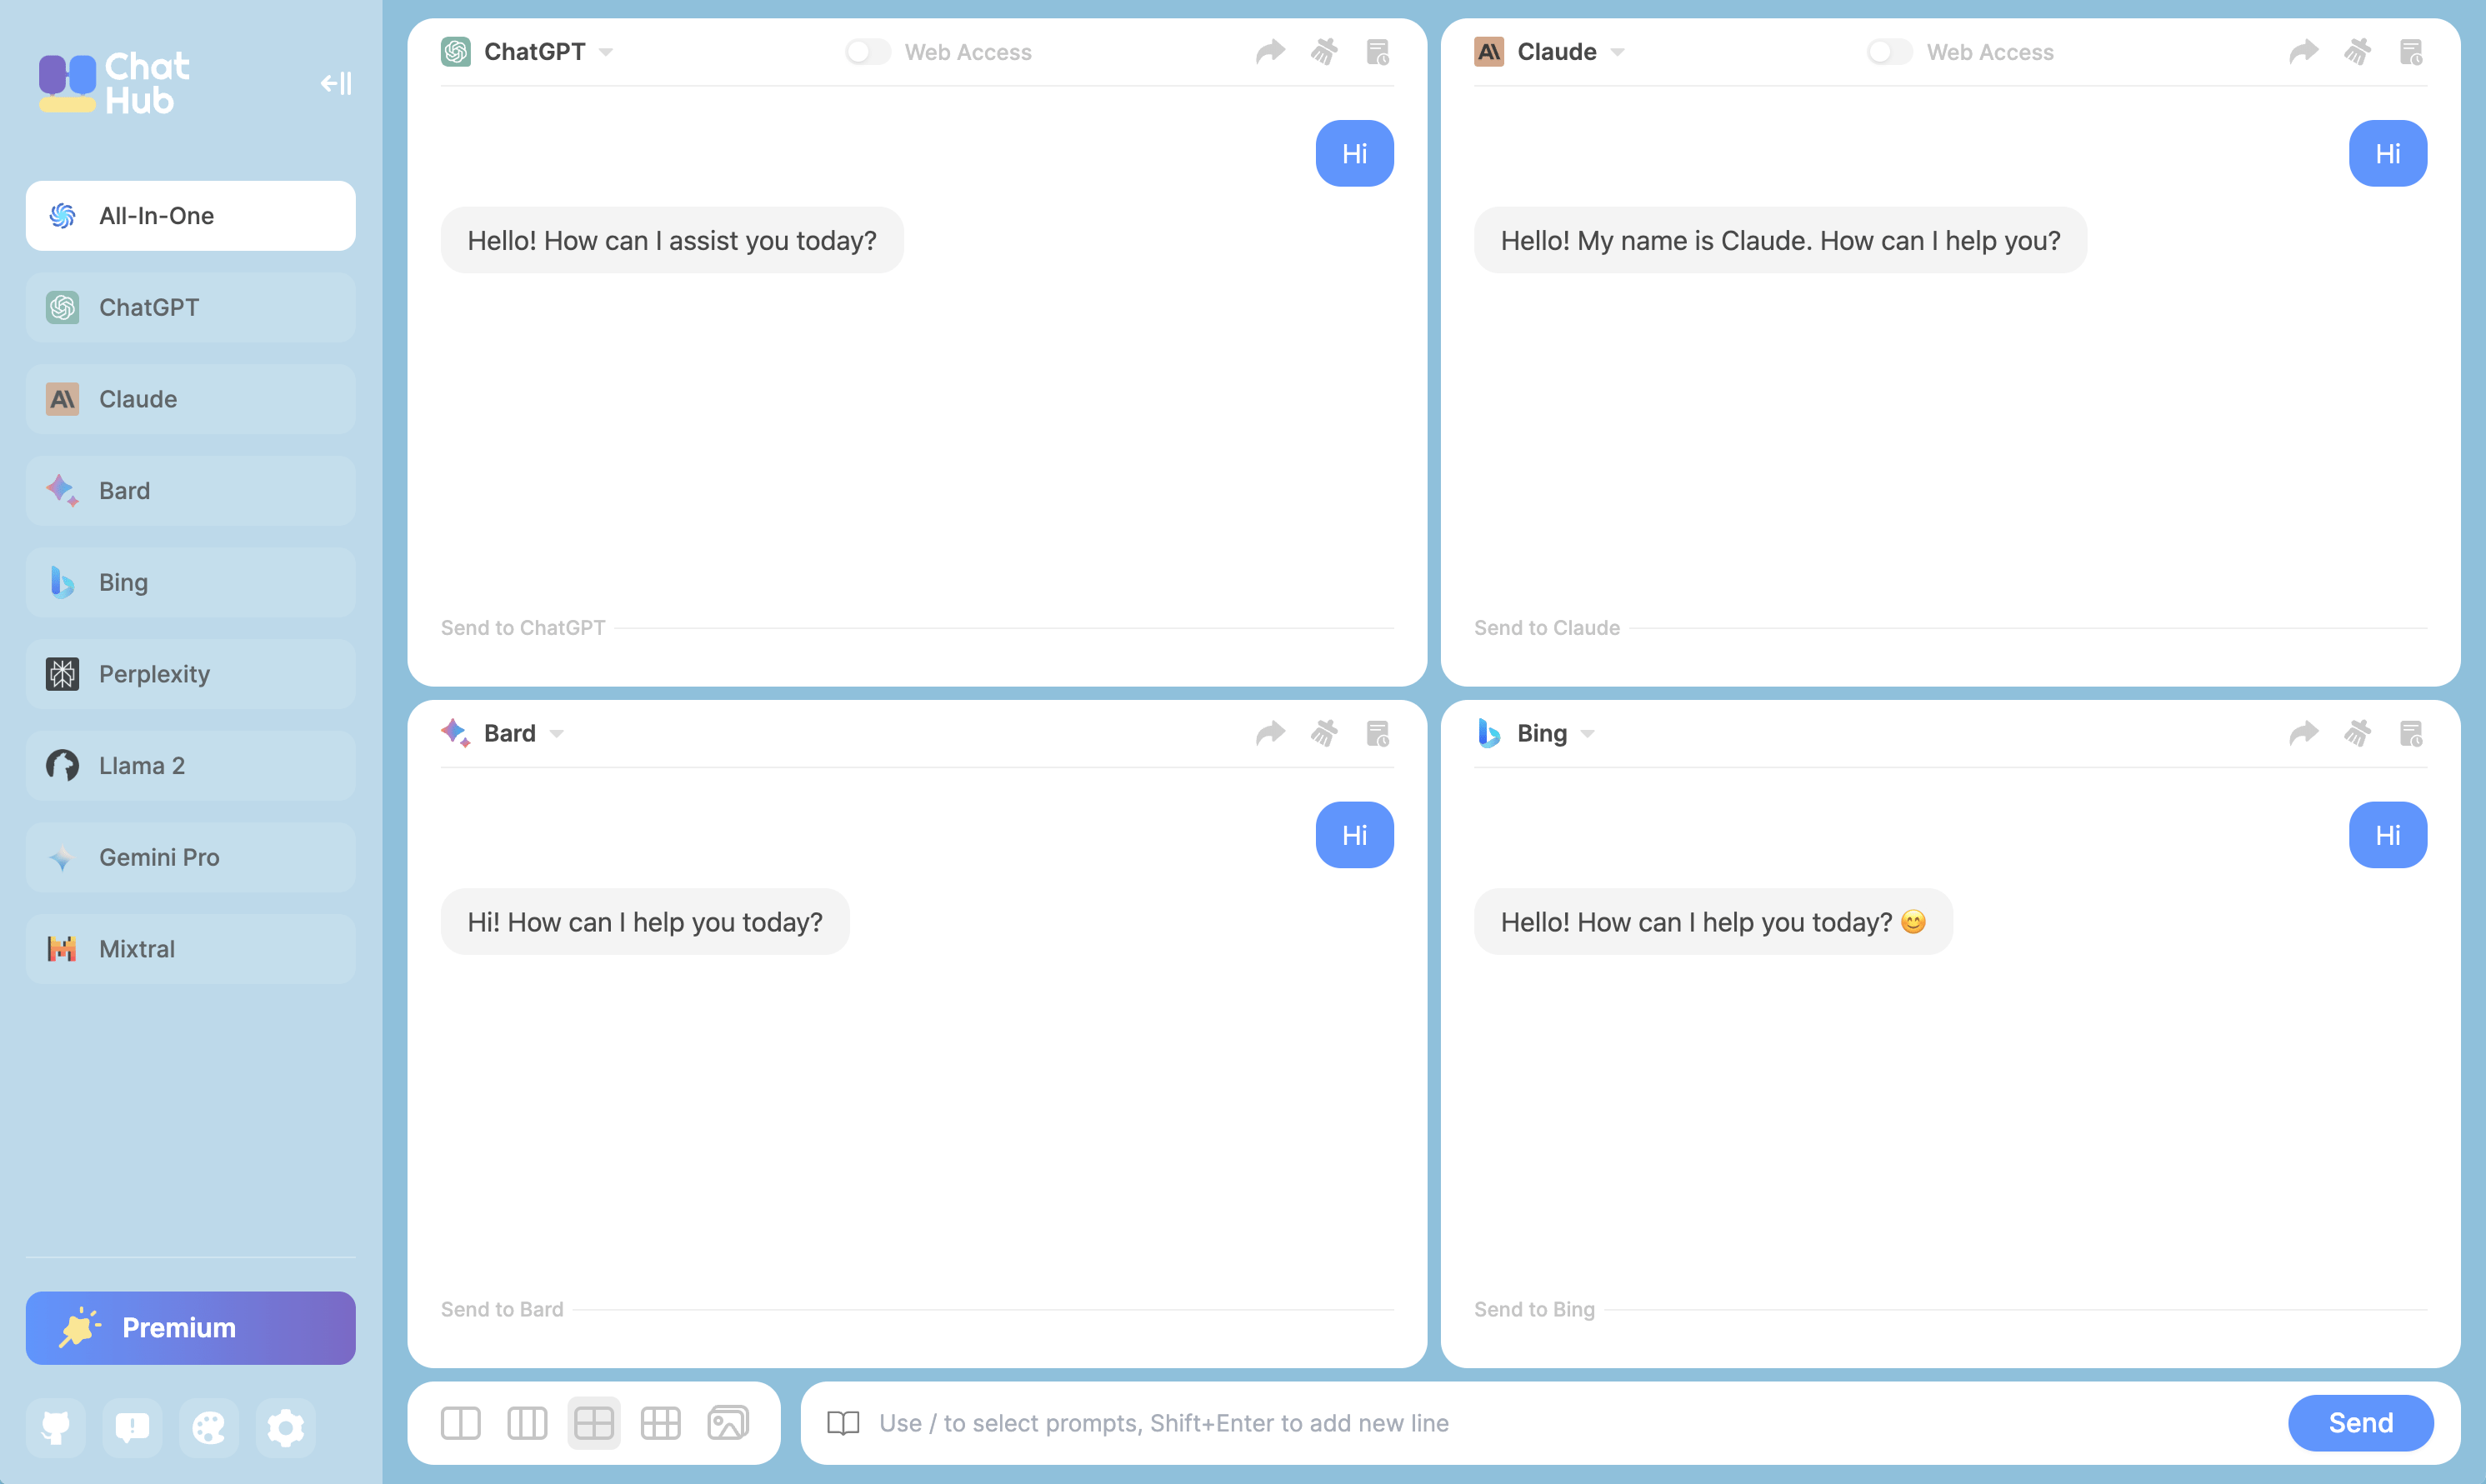 Chat
Hub
All-In-One
ChatGPT
Claude
Bard
Bing
Perplexity
Llama 2
Gemini Pro
Mixtral
Premium
ChatGPT
Web Access
Hi
Hello! How can I assist you today?
Send to ChatGPT
Claude
Web Access
Hi
Hello! My name is Claude. How can I help you?
Send to Claude
Bard
Hi
Hi! How can I help you today?
Send to Bard
Bing
Hi
Hello! How can I help you today? 😊
Send to Bing
Use / to select prompts, Shift+Enter to add new line
Send